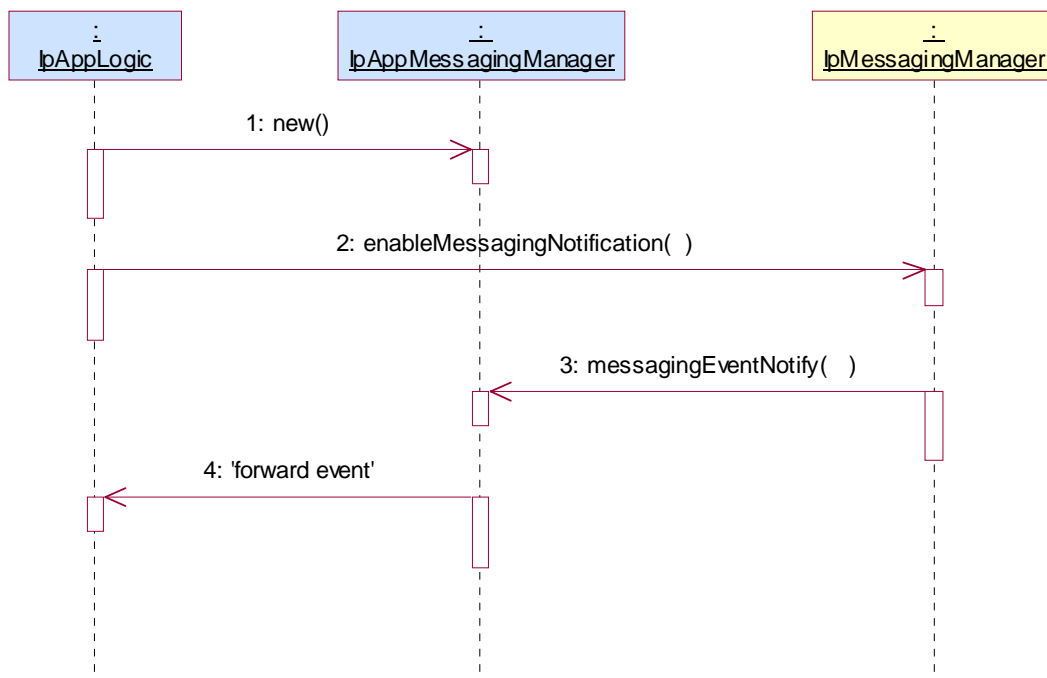 :
IpAppLogic
:
IpAppMessagingManager
:
IpMessagingManager
1: new()
2: enableMessagingNotification(  )
3: messagingEventNotify(   )
4: 'forward event'